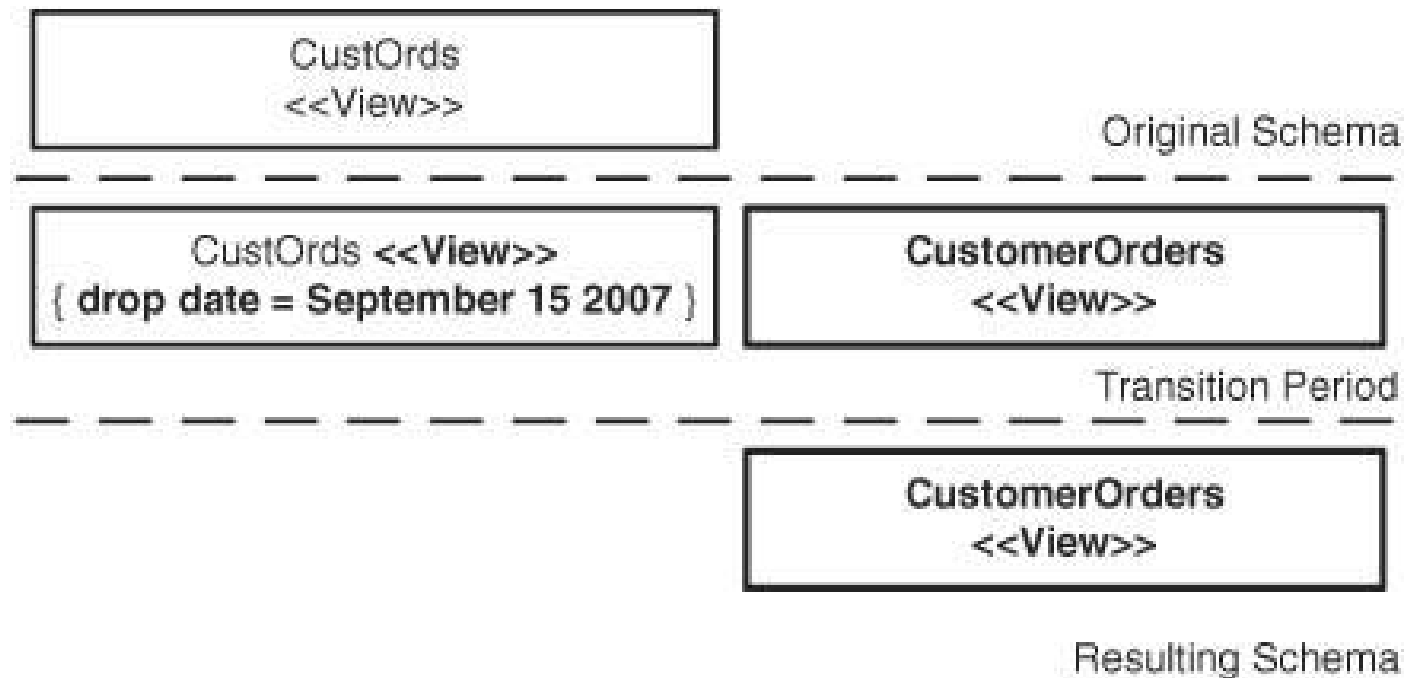 CustOrds
<<View>>
Original Schema
CustOrds <<View>>
{ drop date = September 15 2007 }
CustomerOrders
<<View>>
Transition Period
CustomerOrders
<<View>>
Resulting Schema